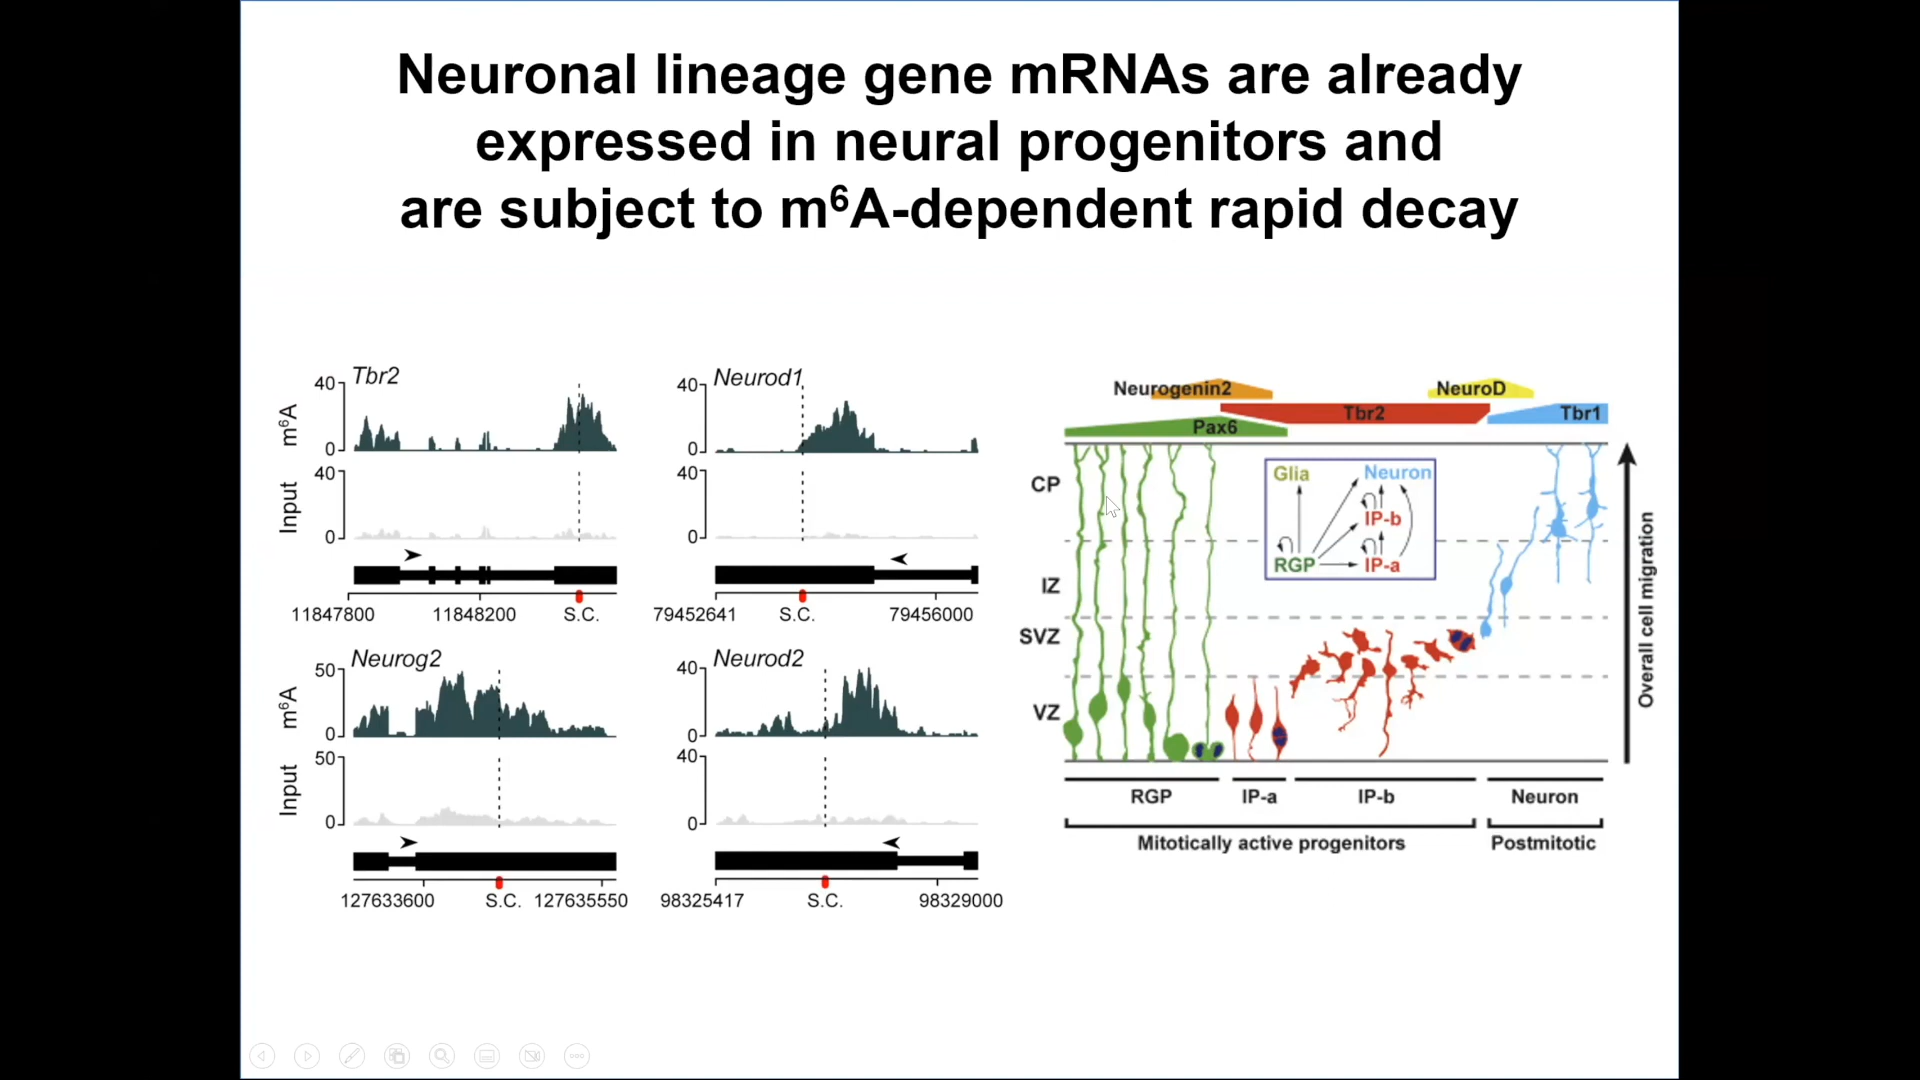 Neuronal lineage gene mRNAs are already
expressed in neural progenitors and
are subject to m⁶A-dependent rapid decay
Tbr2
m⁶A
40
0
Input
40
0
11847800
11848200
S.C.
Neurod1
40
0
40
0
79452641
S.C.
79456000
Neurog2
m⁶A
50
0
Input
50
0
127633600
S.C.
127635550
Neurod2
40
0
40
0
98325417
S.C.
98329000
Neurogenin2
NeuroD
Tbr2
Tbr1
Pax6
CP
IZ
SVZ
VZ
Glia
Neuron
IP-b
RGP
IP-a
Overall cell migration
RGP
IP-a
IP-b
Neuron
Mitotically active progenitors
Postmitotic